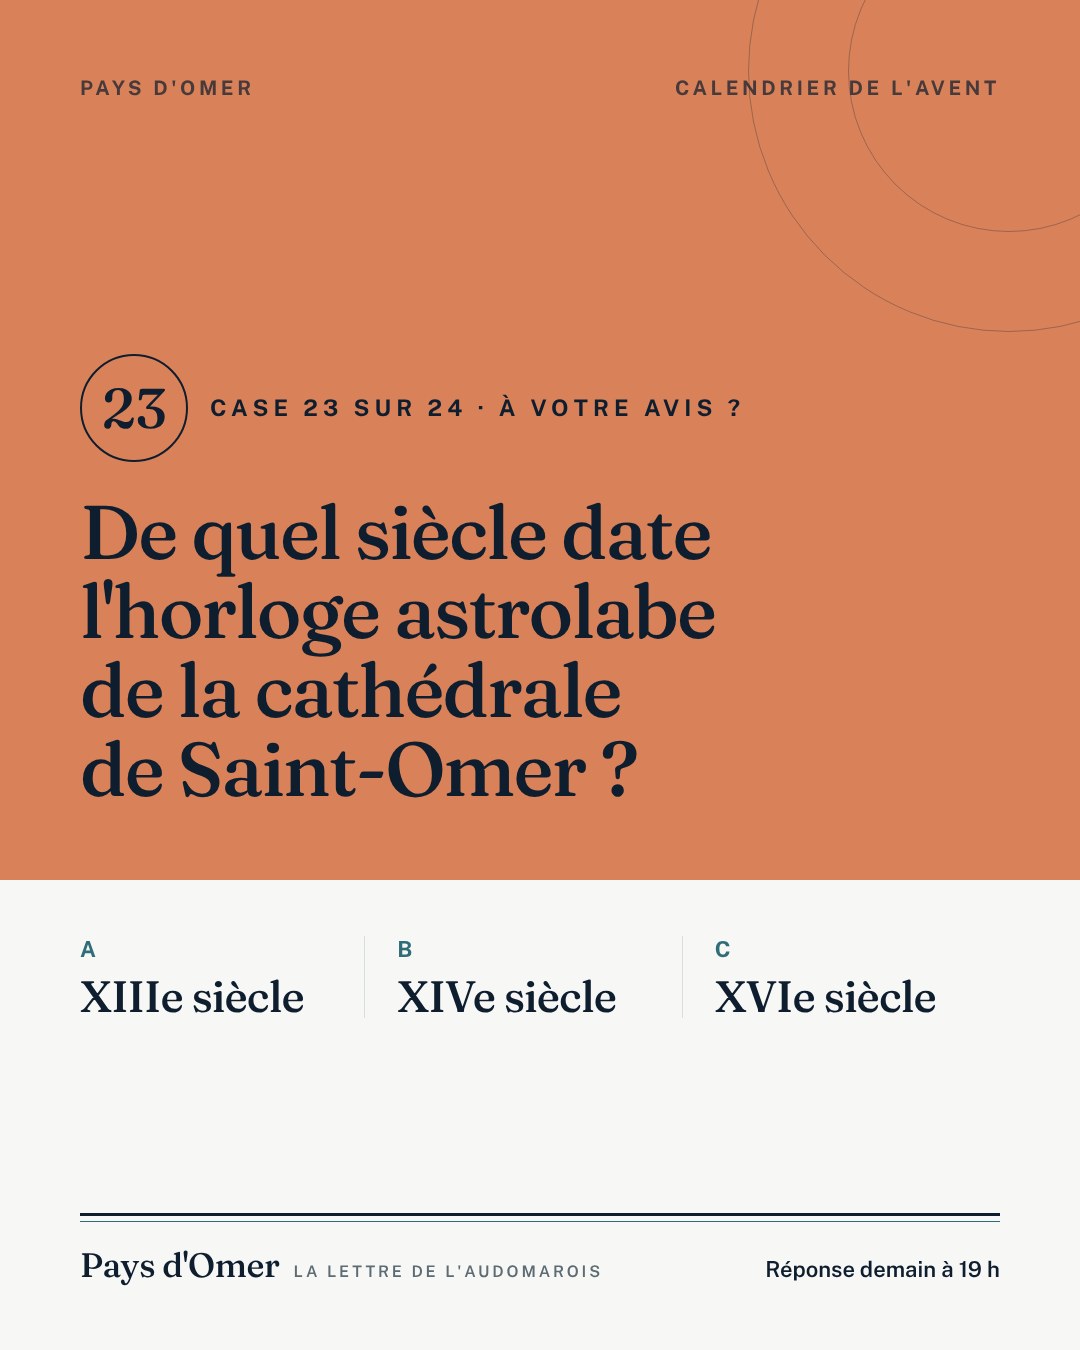 PAYS D'OMER
CALENDRIER DE L'AVENT
23
CASE 23 SUR 24 · À VOTRE AVIS ?
De quel siècle date
l'horloge astrolabe
de la cathédrale
de Saint-Omer ?
A
XIIIe siècle
B
XIVe siècle
C
XVIe siècle
Pays d'Omer LA LETTRE DE L'AUDOMAROIS
Réponse demain à 19 h